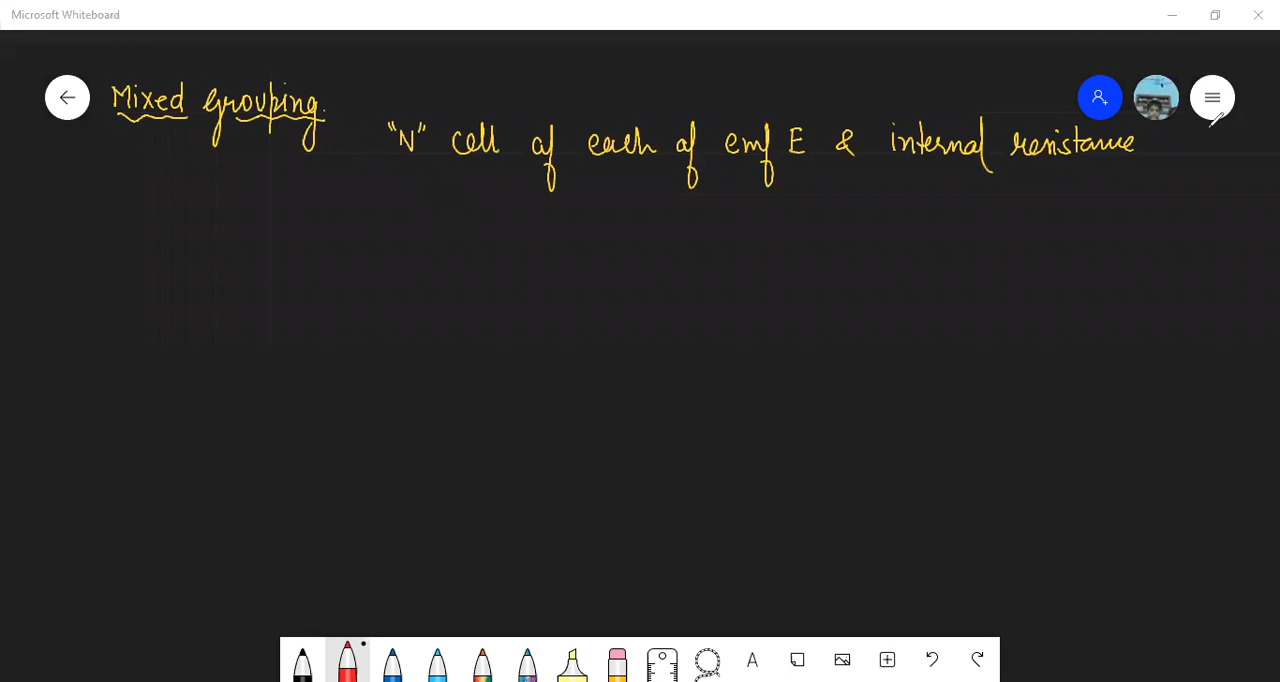 Microsoft Whiteboard
Mixed grouping.
"N" cell of each of emf E & internal resistance